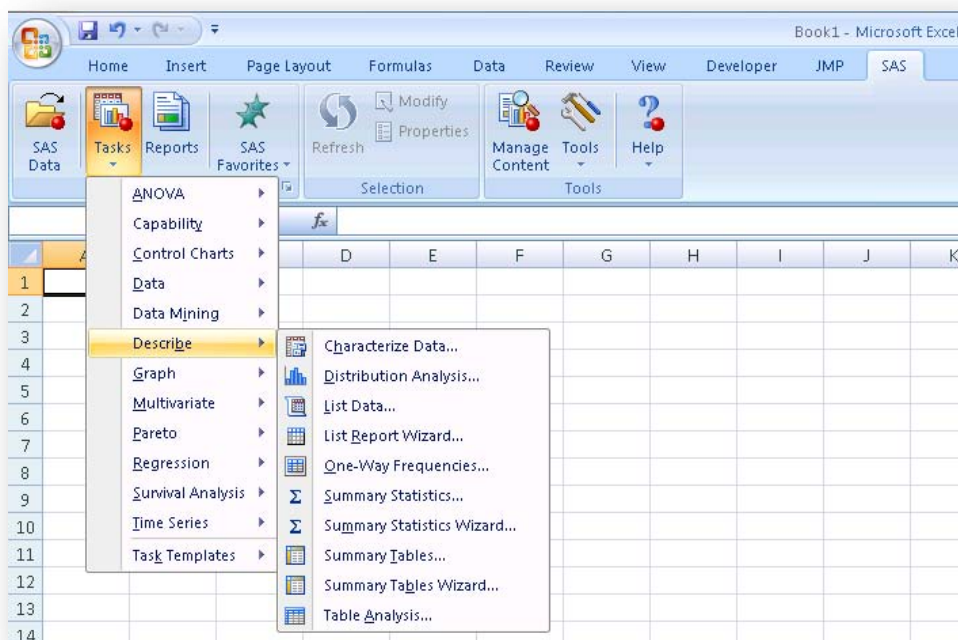 Book1 - Microsoft Excel
Home Insert Page Layout Formulas Data Review View Developer JMP SAS
SAS Data
Tasks
Reports
SAS Favorites
Refresh
Modify
Properties
Manage Content
Tools
Help
Selection
Tools
fx
A D E F G H I J K
ANOVA
Capability
Control Charts
Data
Data Mining
Describe
Graph
Multivariate
Pareto
Regression
Survival Analysis
Time Series
Task Templates
Characterize Data...
Distribution Analysis...
List Data...
List Report Wizard...
One-Way Frequencies...
Summary Statistics...
Summary Statistics Wizard...
Summary Tables...
Summary Tables Wizard...
Table Analysis...
1
2
3
4
5
6
7
8
9
10
11
12
13
14